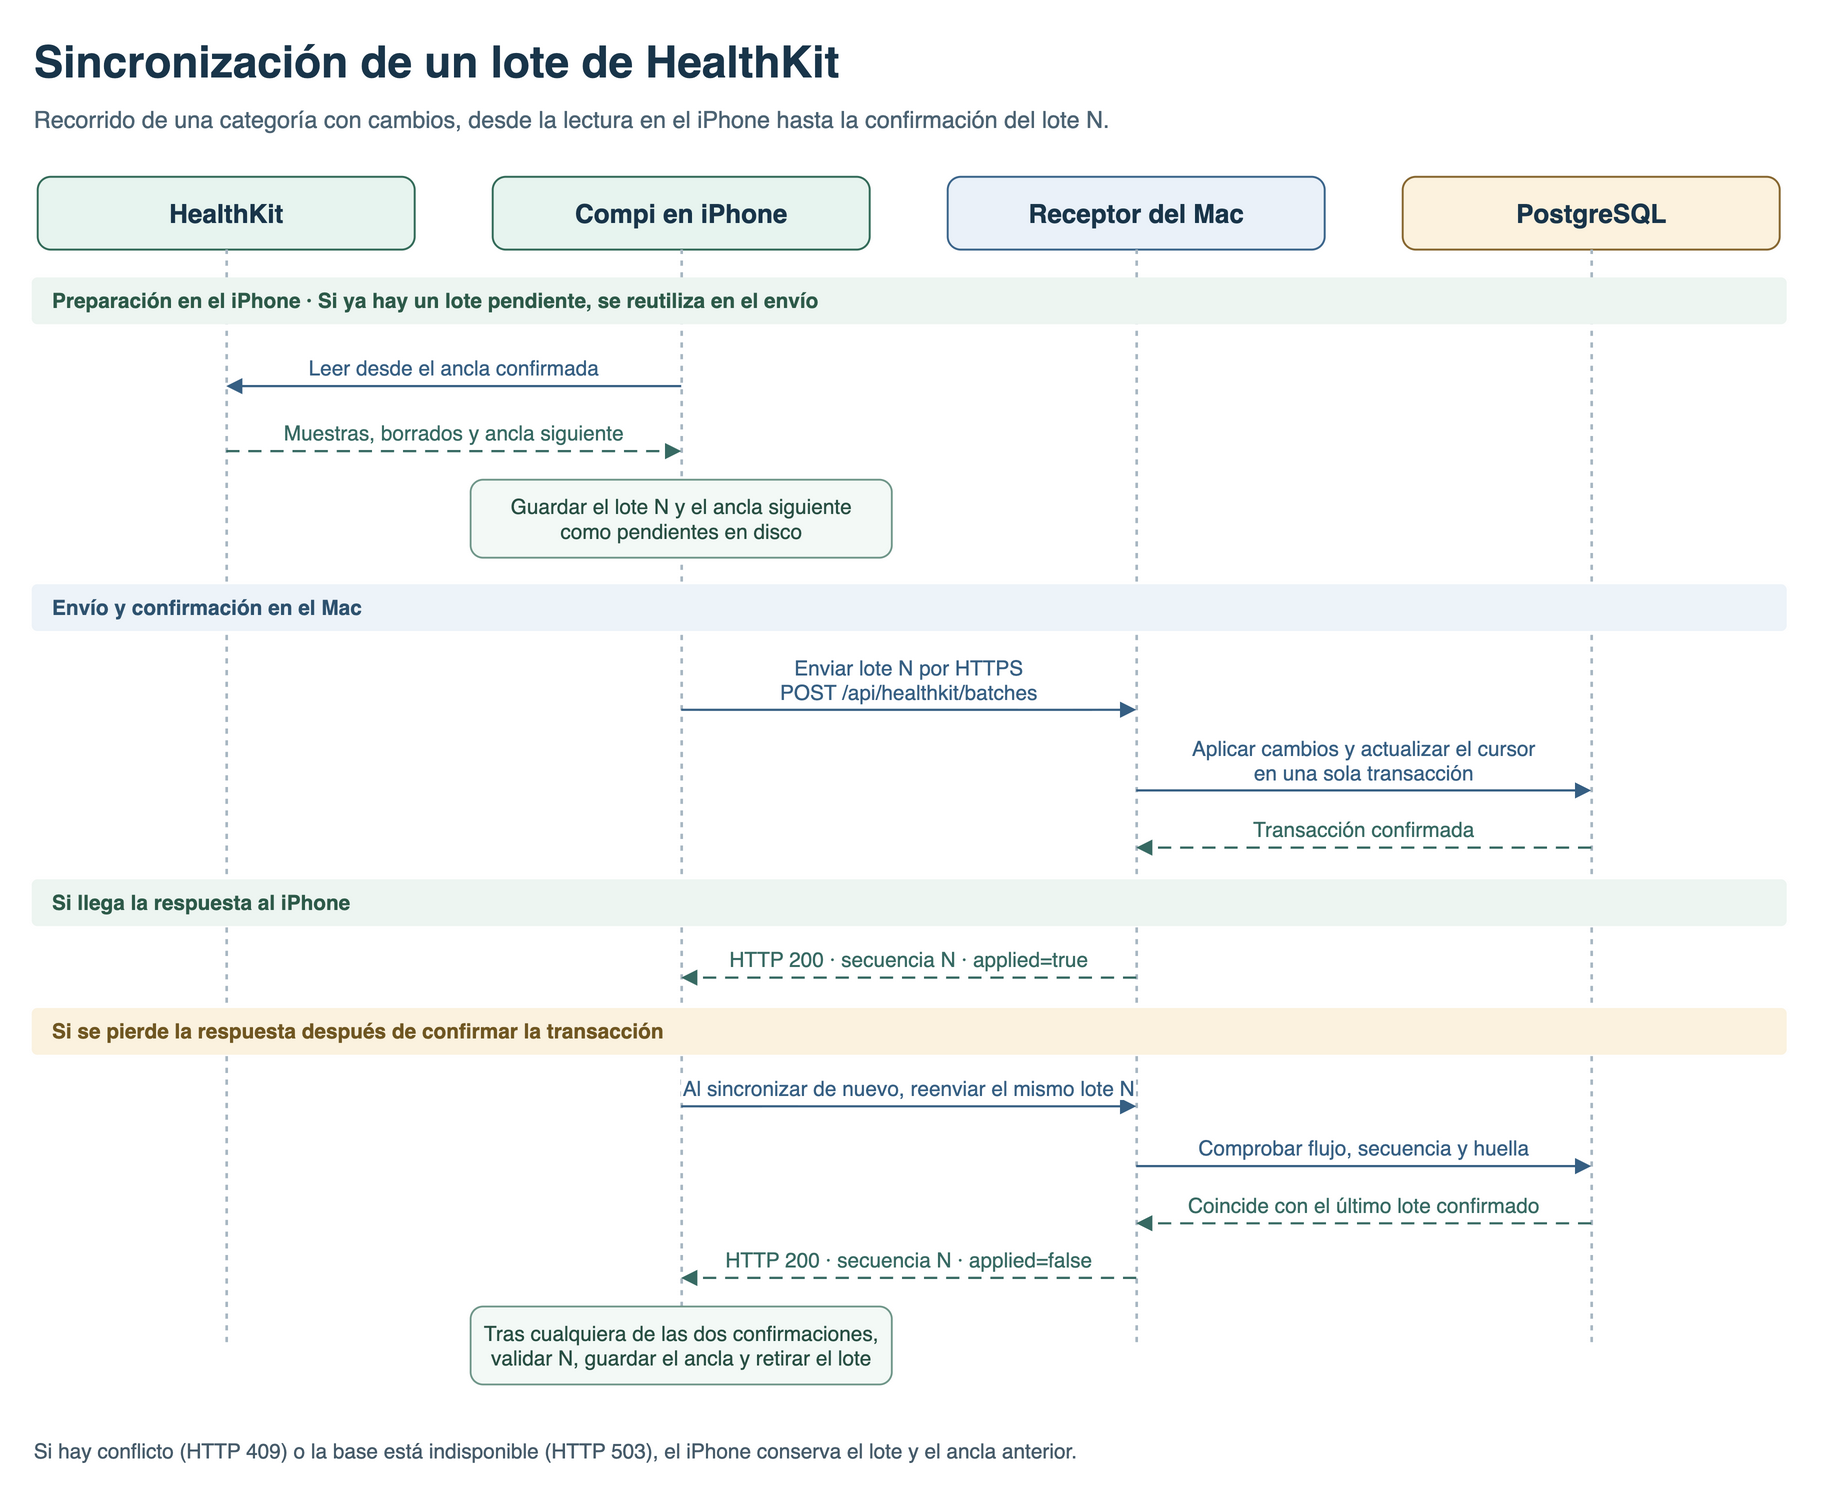 Sincronización de un lote de HealthKit
Recorrido de una categoría con cambios, desde la lectura en el iPhone hasta la confirmación del lote N.
HealthKit
Compi en iPhone
Receptor del Mac
PostgreSQL
Preparación en el iPhone · Si ya hay un lote pendiente, se reutiliza en el envío
Leer desde el ancla confirmada
Muestras, borrados y ancla siguiente
Guardar el lote N y el ancla siguiente
como pendientes en disco
Envío y confirmación en el Mac
Enviar lote N por HTTPS
POST /api/healthkit/batches
Aplicar cambios y actualizar el cursor
en una sola transacción
Transacción confirmada
Si llega la respuesta al iPhone
HTTP 200 · secuencia N · applied=true
Si se pierde la respuesta después de confirmar la transacción
Al sincronizar de nuevo, reenviar el mismo lote N
Comprobar flujo, secuencia y huella
Coincide con el último lote confirmado
HTTP 200 · secuencia N · applied=false
Tras cualquiera de las dos confirmaciones,
validar N, guardar el ancla y retirar el lote
Si hay conflicto (HTTP 409) o la base está indisponible (HTTP 503), el iPhone conserva el lote y el ancla anterior.